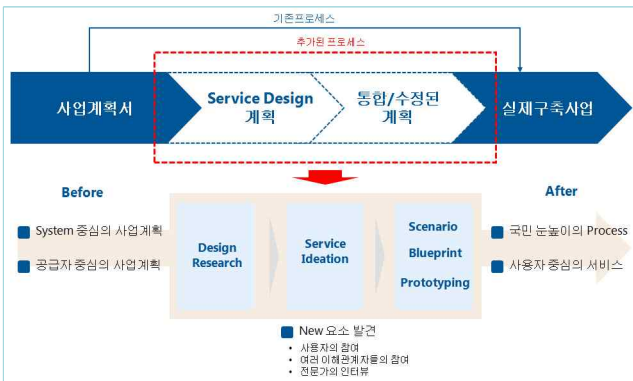 기존프로세스
추가된 프로세스
사업계획서
Service Design
계획
통합/수정된
계획
실제구축사업
Before
After
System 중심의 사업계획
공급자 중심의 사업계획
Design
Research
Service
Ideation
Scenario
Blueprint
Prototyping
국민 눈높이의 Process
사용자 중심의 서비스
New 요소 발견
• 사용자의 참여
• 여러 이해관계자들의 참여
• 전문가의 인터뷰